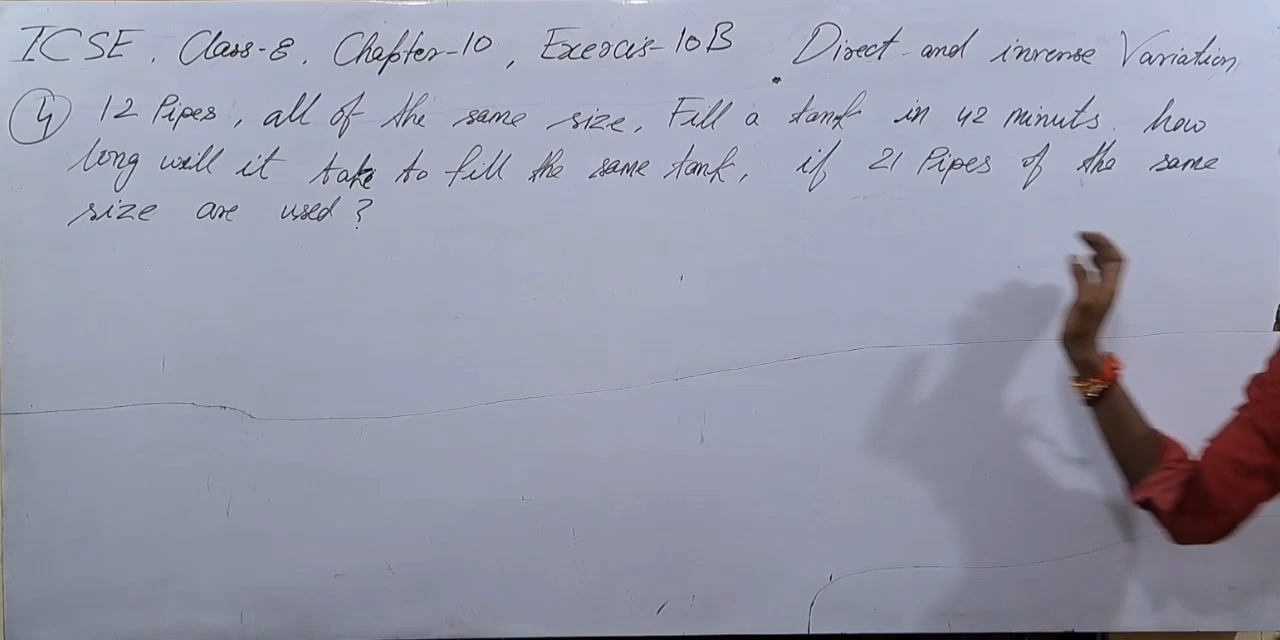 ICSE, Class-8, Chapter-10, Exercis-10B Direct and inverse Variation
(4) 12 Pipes, all of the same size, Fill a tank in 42 minuts. how
long will it take to fill the same tank, if 21 Pipes of the same
size are used?